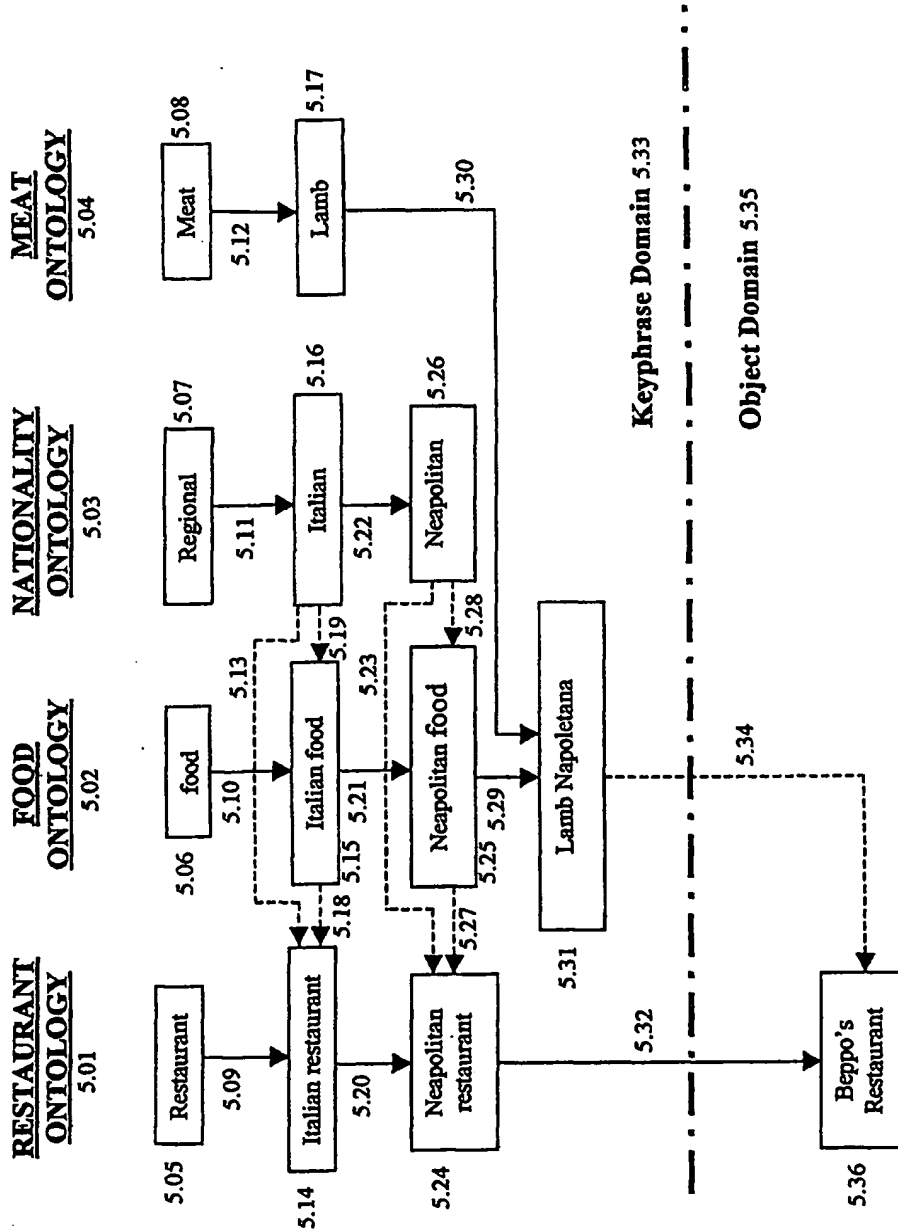 RESTAURANT
ONTOLOGY
5.01
FOOD
ONTOLOGY
5.02
NATIONALITY
ONTOLOGY
5.03
MEAT
ONTOLOGY
5.04
5.05
Restaurant
5.06
food
Regional
5.07
Meat
5.08
5.09
5.10
5.11
5.12
5.13
5.14
Italian restaurant
5.18
5.15
Italian food
5.19
Italian
5.16
Lamb
5.17
5.20
5.21
5.22
5.23
5.24
Neapolitan
restaurant
5.27
5.25
Neapolitan food
5.28
Neapolitan
5.26
5.29
5.30
5.31
Lamb Napoletana
5.32
Keyphrase Domain 5.33
5.34
Object Domain 5.35
5.36
Beppo's
Restaurant